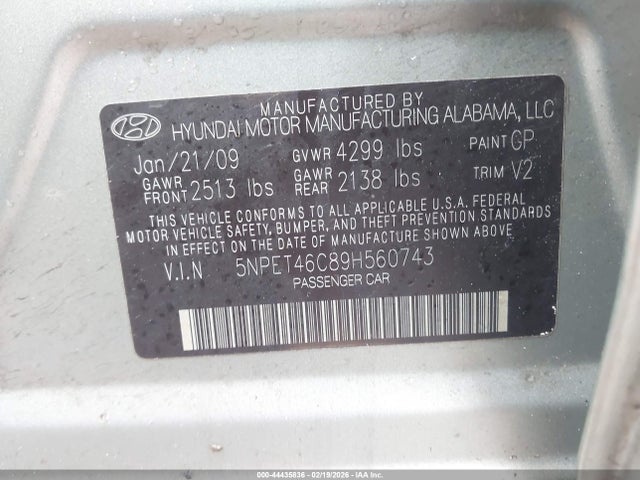 MANUFACTURED BY
HYUNDAI MOTOR MANUFACTURING ALABAMA, LLC
Jan/21/09 GVWR 4299 lbs PAINT GP
GAWR FRONT 2513 lbs GAWR REAR 2138 lbs TRIM V2
THIS VEHICLE CONFORMS TO ALL APPLICABLE U.S.A. FEDERAL
MOTOR VEHICLE SAFETY, BUMPER, AND THEFT PREVENTION STANDARDS
IN EFFECT ON THE DATE OF MANUFACTURE SHOWN ABOVE
V.I.N 5NPET46C89H560743
PASSENGER CAR
000-44435836 - 02/19/2026 - IAAI.COM